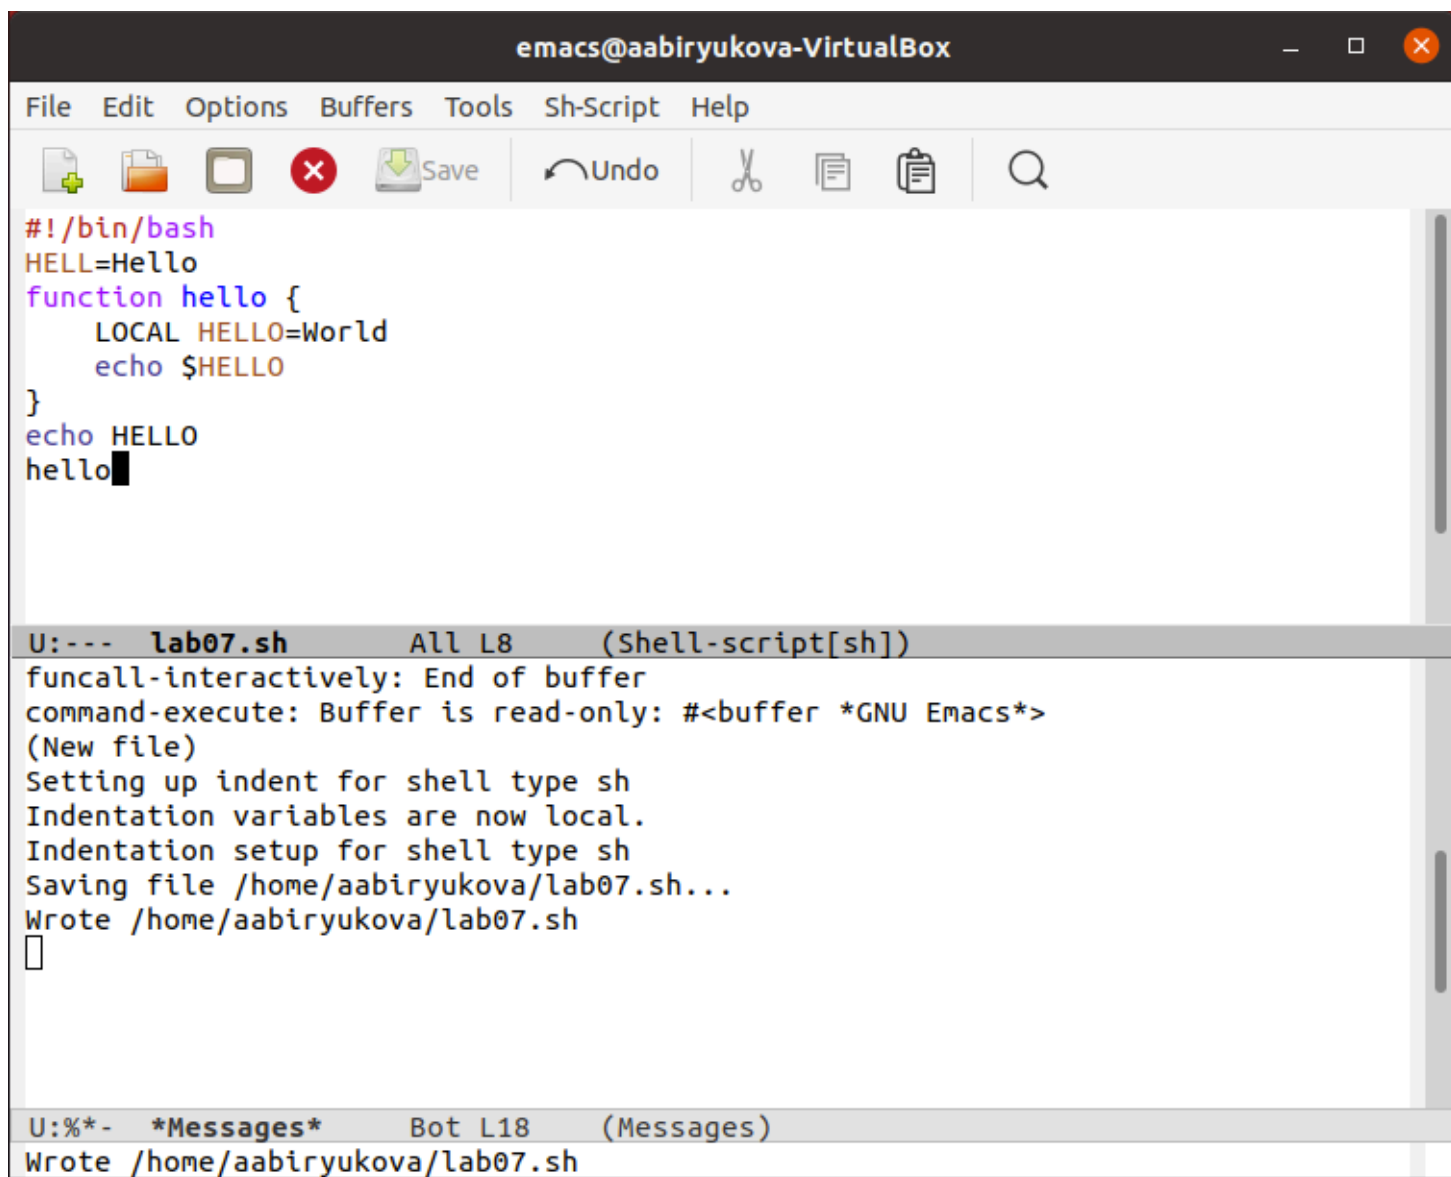 emacs@aabiryukova-VirtualBox
File Edit Options Buffers Tools Sh-Script Help
Save Undo
#!/bin/bash
HELL=Hello
function hello {
    LOCAL HELLO=World
    echo $HELLO
}
echo HELLO
hello
U:--- lab07.sh All L8 (Shell-script[sh])
funcall-interactively: End of buffer
command-execute: Buffer is read-only: #<buffer *GNU Emacs*>
(New file)
Setting up indent for shell type sh
Indentation variables are now local.
Indentation setup for shell type sh
Saving file /home/aabiryukova/lab07.sh...
Wrote /home/aabiryukova/lab07.sh
U:%*- *Messages* Bot L18 (Messages)
Wrote /home/aabiryukova/lab07.sh